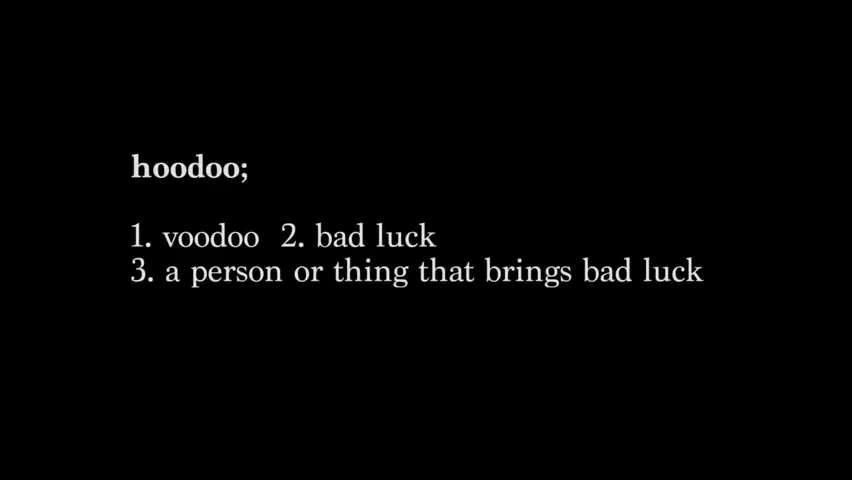 hoodoo;
1. voodoo 2. bad luck
3. a person or thing that brings bad luck